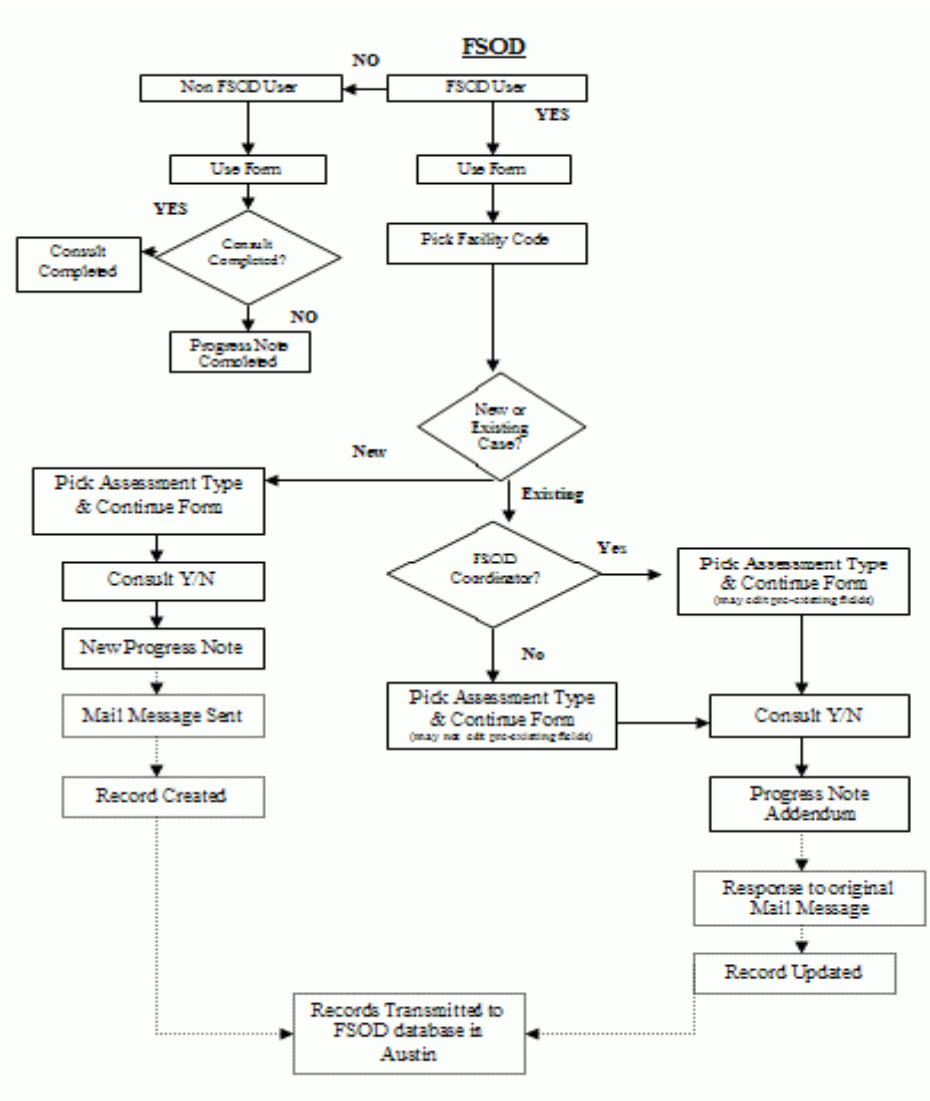 FSOD
NO
Non FSOD User
FSOD User
YES
Use Form
Use Form
YES
Pick Facility Code
Consult
Completed?
Consult
Completed
NO
Progress Note
Completed
New or
Existing
Case?
New
Pick Assessment Type
& Continue Form
Existing
FSOD
Coordinator?
Yes
Pick Assessment Type
& Continue Form
(may edit pre-existing fields)
Consult Y/N
New Progress Note
No
Pick Assessment Type
& Continue Form
(may not edit pre-existing fields)
Consult Y/N
Mail Message Sent
Record Created
Progress Note
Addendum
Response to original
Mail Message
Record Updated
Records Transmitted to
FSOD database in
Austin